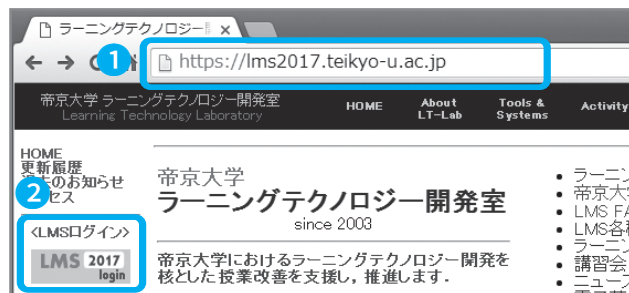 ラーニングテクノロジー
1
https://lms2017.teikyo-u.ac.jp
帝京大学 ラーニングテクノロジー開発室
Learning Technology Laboratory
HOME
About
LT-Lab
Tools &
Systems
Activity
HOME
更新履歴
のお知らせ
セス
2
<LMSログイン>
LMS 2017
login
帝京大学
ラーニングテクノロジー開発室
since 2003
帝京大学におけるラーニングテクノロジー開発を
核とした授業改善を支援し，推進します．
• ラーニン
• 帝京大
• LMS FA
• LMS各
• ラーニン
• 講習会
• ニュー